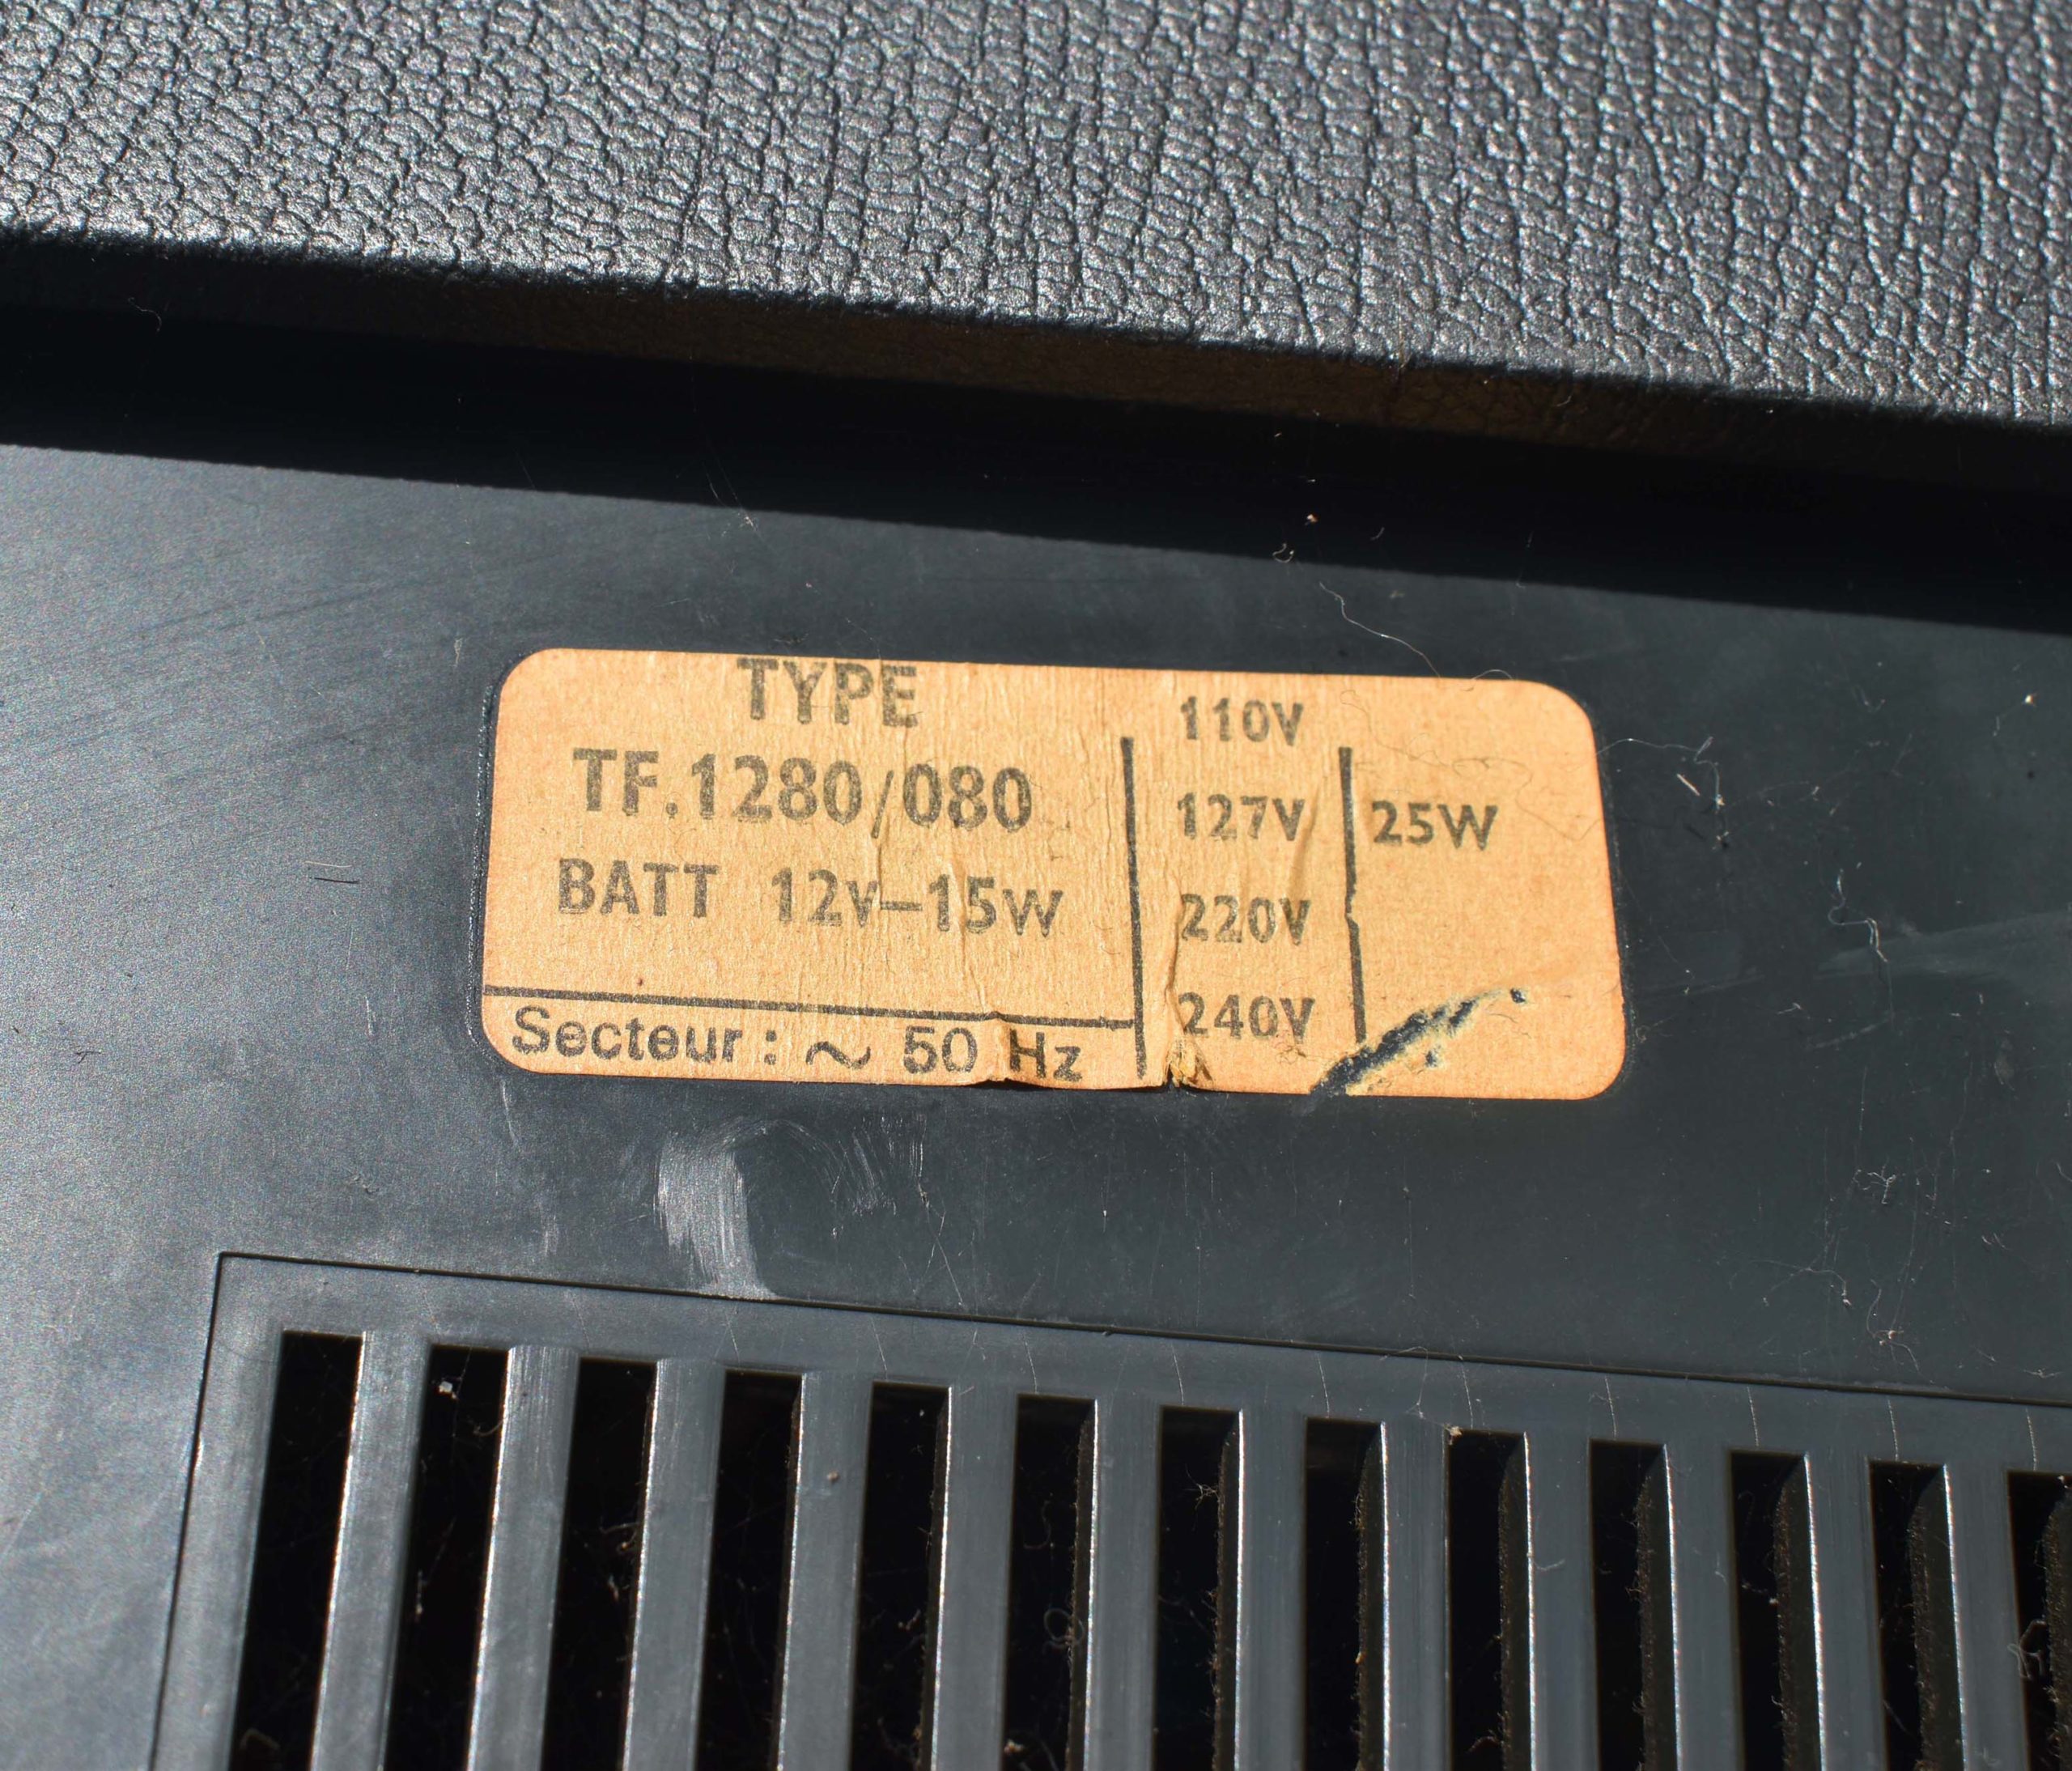 TYPE
TF.1280/080
BATT 12V–15W
Secteur : ~ 50 Hz
110V
127V
220V
240V
25W